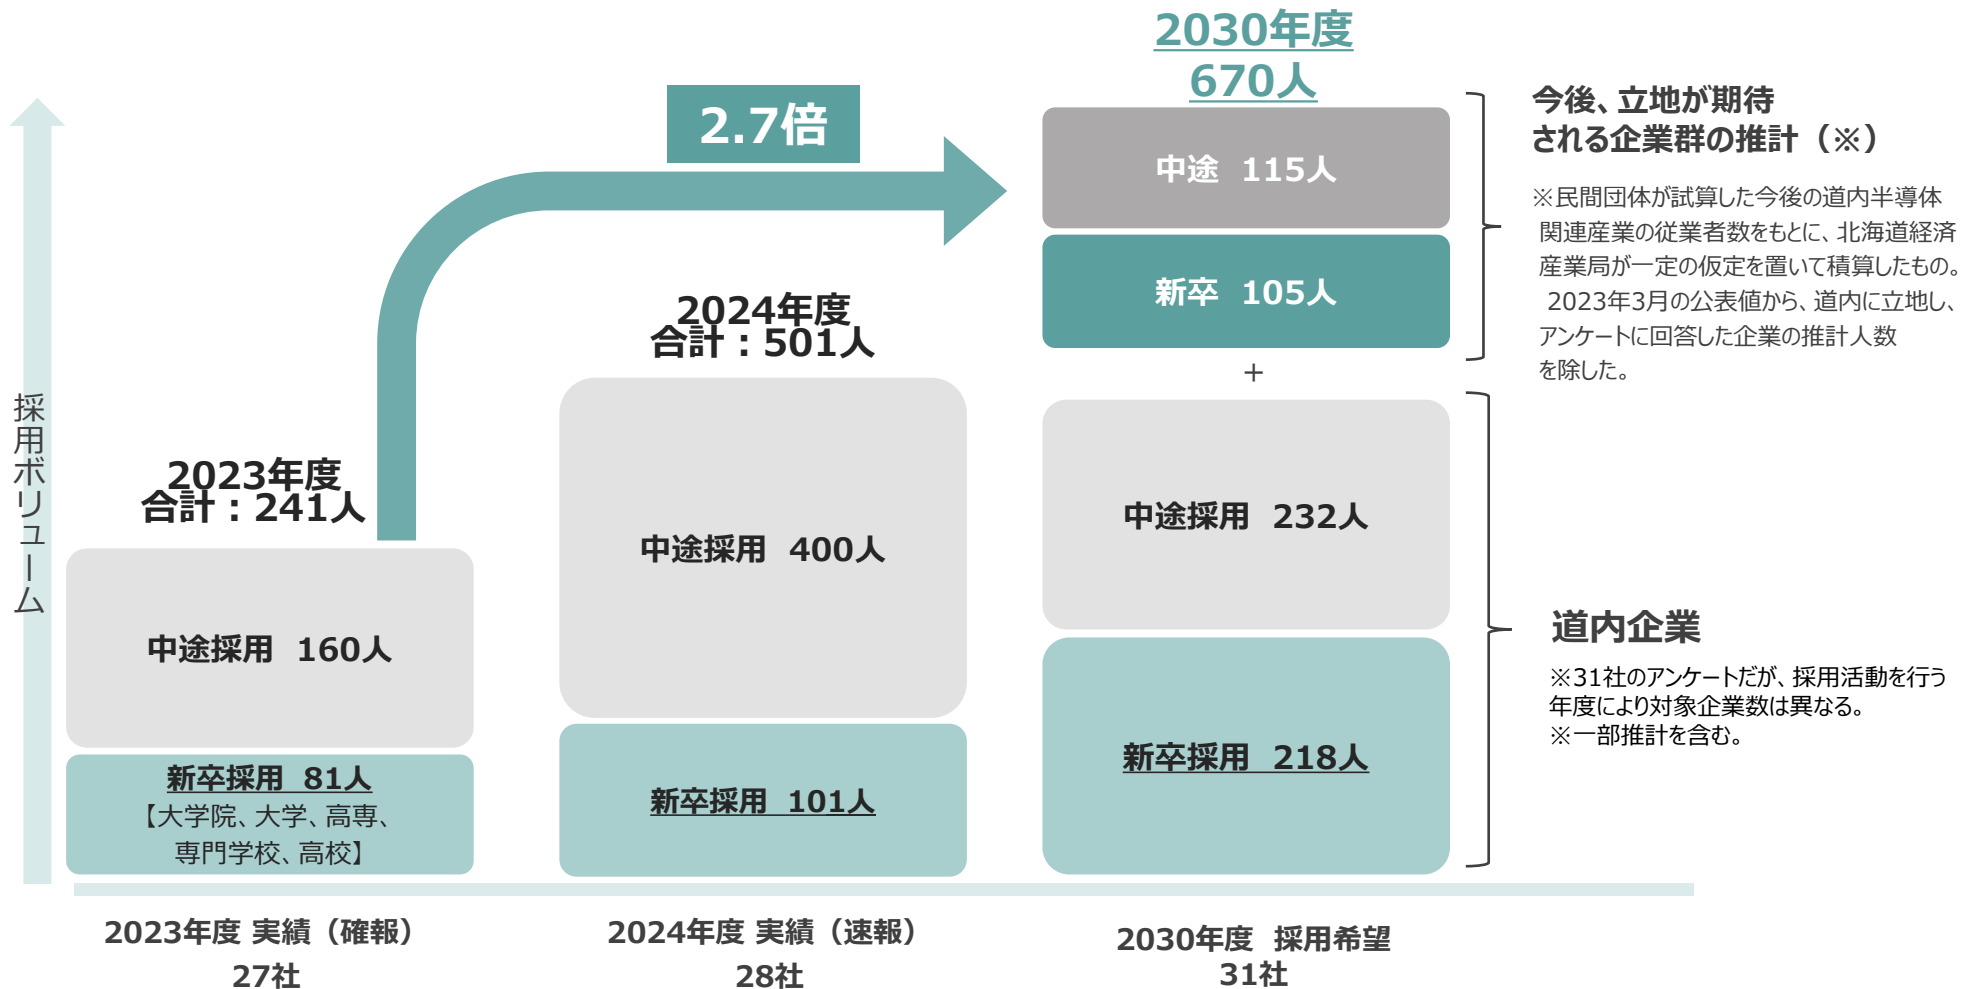 採用ボリューム
2023年度
合計：241人
中途採用 160人
新卒採用 81人
【大学院、大学、高専、
専門学校、高校】
2023年度 実績（確報）
27社
2.7倍
2024年度
合計：501人
中途採用 400人
新卒採用 101人
2024年度 実績（速報）
28社
2030年度
670人
中途 115人
新卒 105人
＋
中途採用 232人
新卒採用 218人
2030年度 採用希望
31社
今後、立地が期待
される企業群の推計（※）
※民間団体が試算した今後の道内半導体
関連産業の従業者数をもとに、北海道経済
産業局が一定の仮定を置いて積算したもの。
2023年3月の公表値から、道内に立地し、
アンケートに回答した企業の推計人数
を除した。
道内企業
※31社のアンケートだが、採用活動を行う
年度により対象企業数は異なる。
※一部推計を含む。